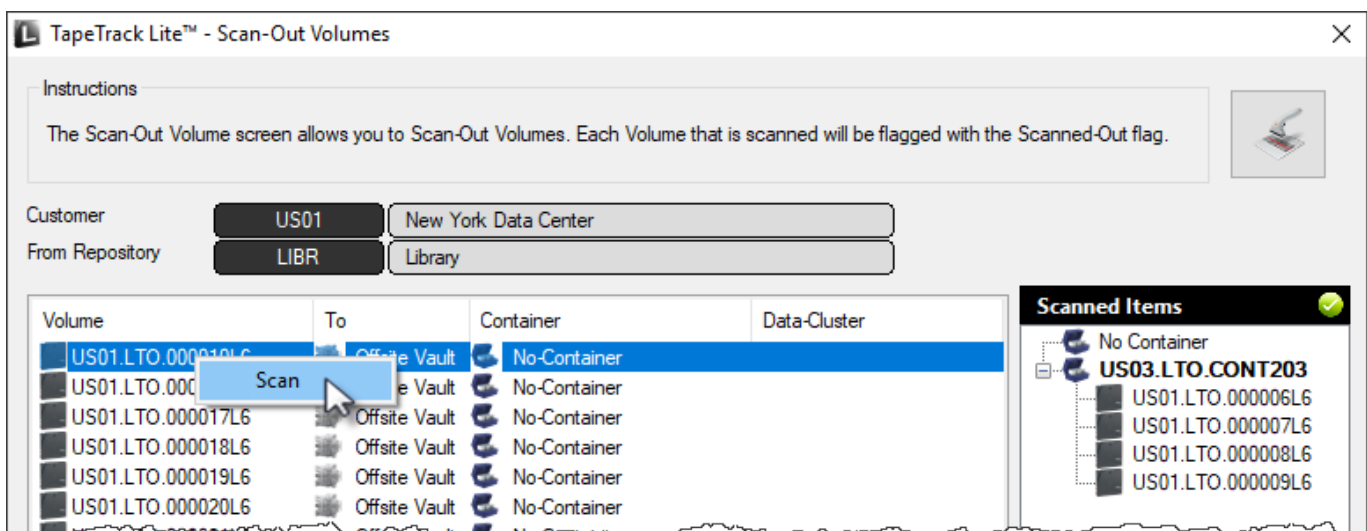 TapeTrack Lite™ - Scan-Out Volumes
Instructions
The Scan-Out Volume screen allows you to Scan-Out Volumes. Each Volume that is scanned will be flagged with the Scanned-Out flag.
Customer US01 New York Data Center
From Repository LIBR Library
Volume To Container Data-Cluster
Offsite Vault No-Container
Scan
No-Container
US01.LTO.000017L6 Offsite Vault No-Container
US01.LTO.000018L6 Offsite Vault No-Container
US01.LTO.000019L6 Offsite Vault No-Container
US01.LTO.000020L6 Offsite Vault No-Container
Scanned Items
No Container
US03.LTO.CONT203
US01.LTO.000006L6
US01.LTO.000007L6
US01.LTO.000008L6
US01.LTO.000009L6